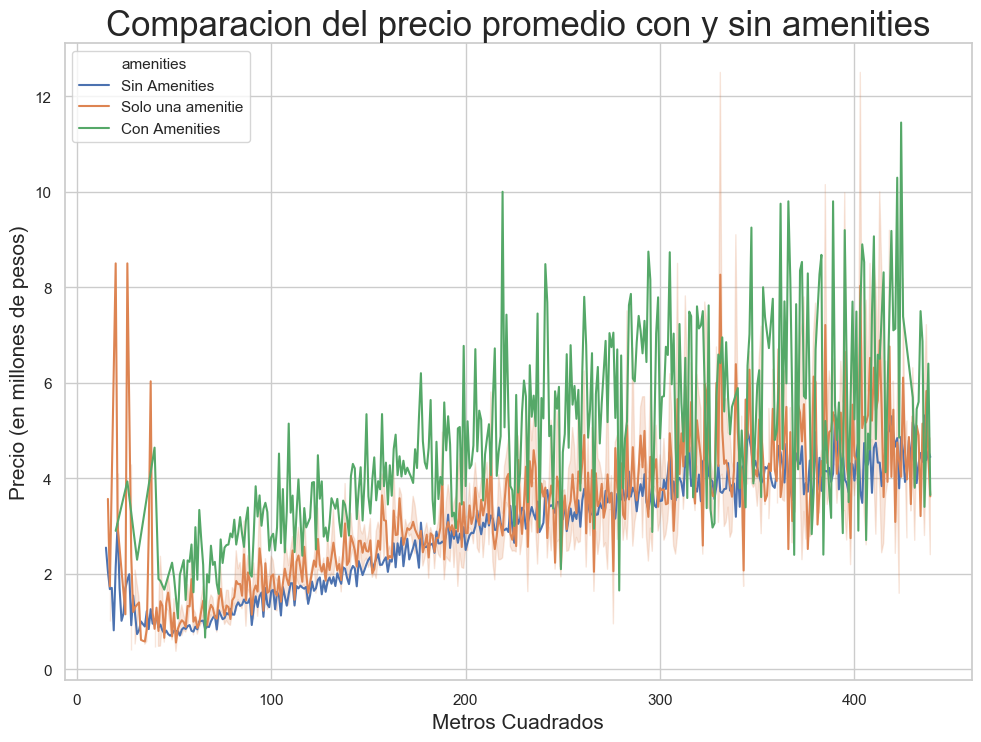 Comparacion del precio promedio con y sin amenities
amenities
Sin Amenities
Solo una amenitie
Con Amenities
Precio (en millones de pesos)
12
10
8
6
4
2
0
0
100
200
300
400
Metros Cuadrados